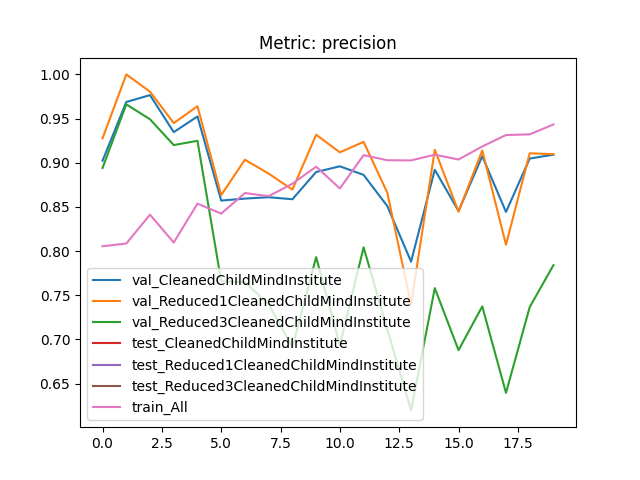 Metric: precision
1.00
0.95
0.90
0.85
0.80
0.75
0.70
0.65
val_CleanedChildMindInstitute
val_Reduced1CleanedChildMindInstitute
val_Reduced3CleanedChildMindInstitute
test_CleanedChildMindInstitute
test_Reduced1CleanedChildMindInstitute
test_Reduced3CleanedChildMindInstitute
train_All
0.0 2.5 5.0 7.5 10.0 12.5 15.0 17.5